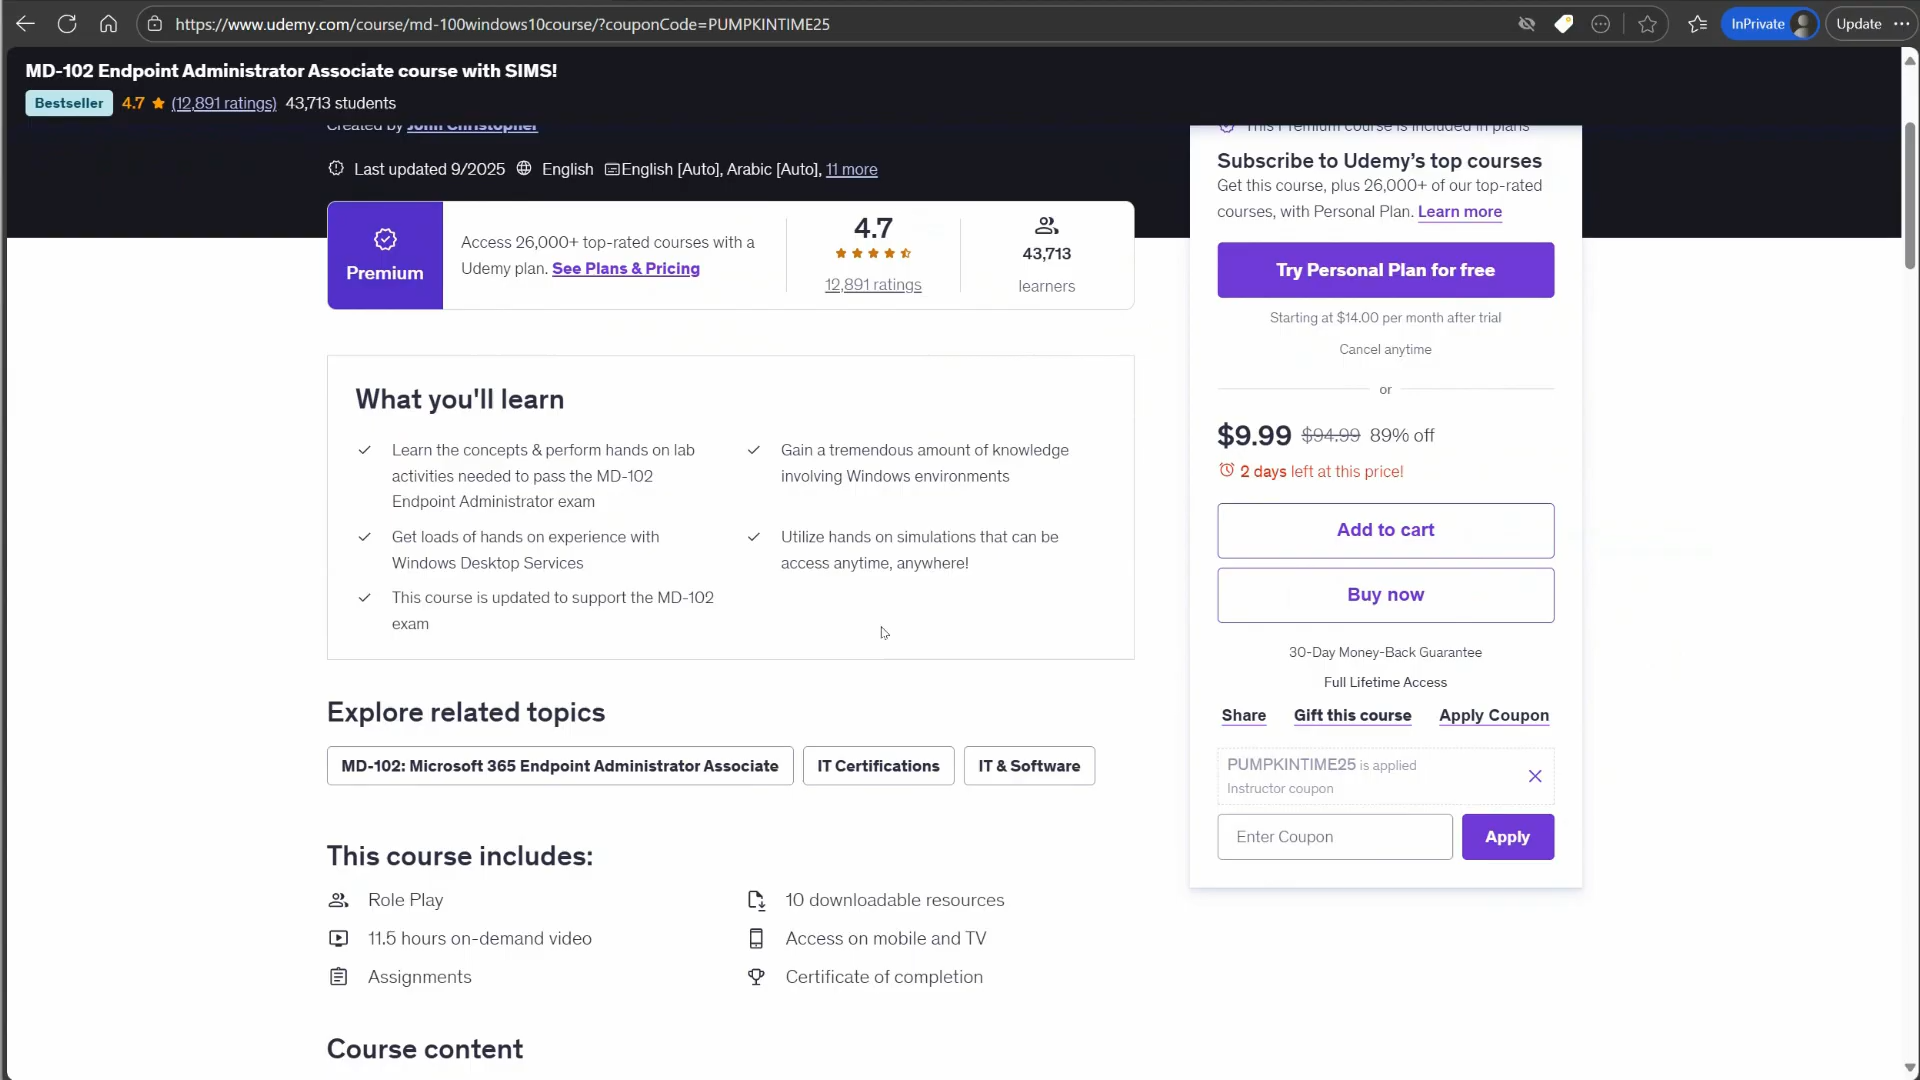 https://www.udemy.com/course/md-100windows10course/?couponCode=PUMPKINTIME25
InPrivate
Update
MD-102 Endpoint Administrator Associate course with SIMS!
Bestseller 4.7 (12,891 ratings) 43,713 students
Created by John Christopher
Last updated 9/2025 English English [Auto], Arabic [Auto], 11 more
Premium
Access 26,000+ top-rated courses with a
Udemy plan. See Plans & Pricing
4.7
12,891 ratings
43,713
learners
What you'll learn
Learn the concepts & perform hands on lab
activities needed to pass the MD-102
Endpoint Administrator exam
Gain a tremendous amount of knowledge
involving Windows environments
Get loads of hands on experience with
Windows Desktop Services
Utilize hands on simulations that can be
access anytime, anywhere!
This course is updated to support the MD-102
exam
Explore related topics
MD-102: Microsoft 365 Endpoint Administrator Associate
IT Certifications
IT & Software
This course includes:
Role Play
10 downloadable resources
11.5 hours on-demand video
Access on mobile and TV
Assignments
Certificate of completion
Course content
This Premium course is included in plans
Subscribe to Udemy’s top courses
Get this course, plus 26,000+ of our top-rated
courses, with Personal Plan. Learn more
Try Personal Plan for free
Starting at $14.00 per month after trial
Cancel anytime
or
$9.99 $94.99 89% off
2 days left at this price!
Add to cart
Buy now
30-Day Money-Back Guarantee
Full Lifetime Access
Share Gift this course Apply Coupon
PUMPKINTIME25 is applied
Instructor coupon
Enter Coupon
Apply